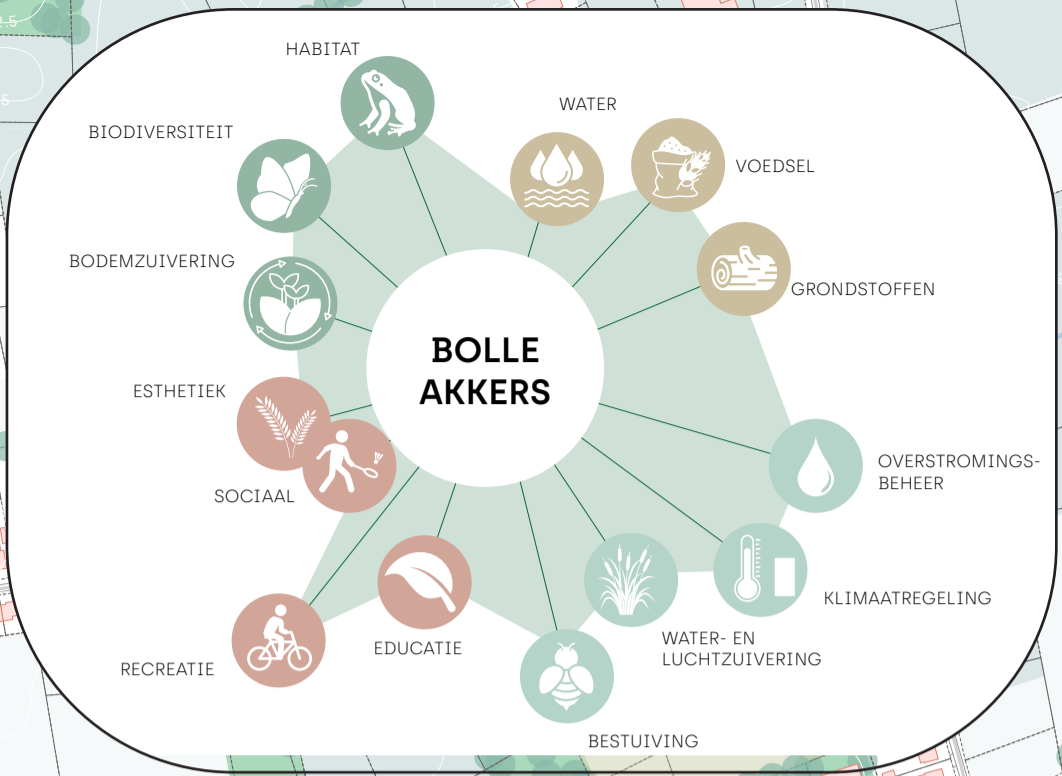 HABITAT
WATER
BIODIVERSITEIT
VOEDSEL
BODEMZUIVERING
GRONDSTOFFEN
BOLLE
AKKERS
ESTHETIEK
OVERSTROMINGS-
BEHEER
SOCIAAL
KLIMAATREGELING
WATER- EN
LUCHTZUIVERING
EDUCATIE
RECREATIE
BESTUIVING